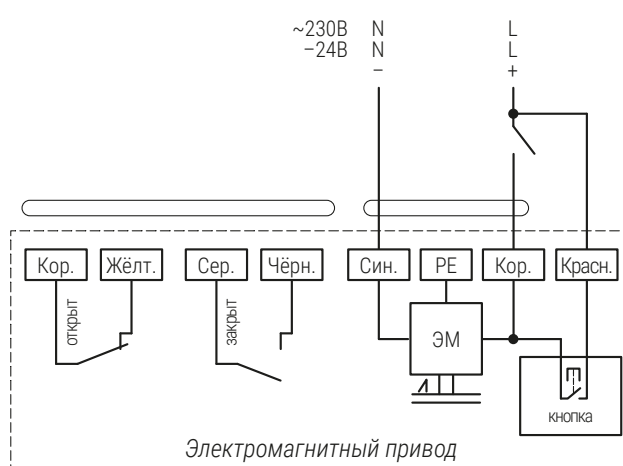 ~230В N L
−24В N L
− +
Кор. Жёлт. Сер. Чёрн. Син. PE Кор. Красн.
открыт
закрыт
ЭМ
кнопка
Электромагнитный привод